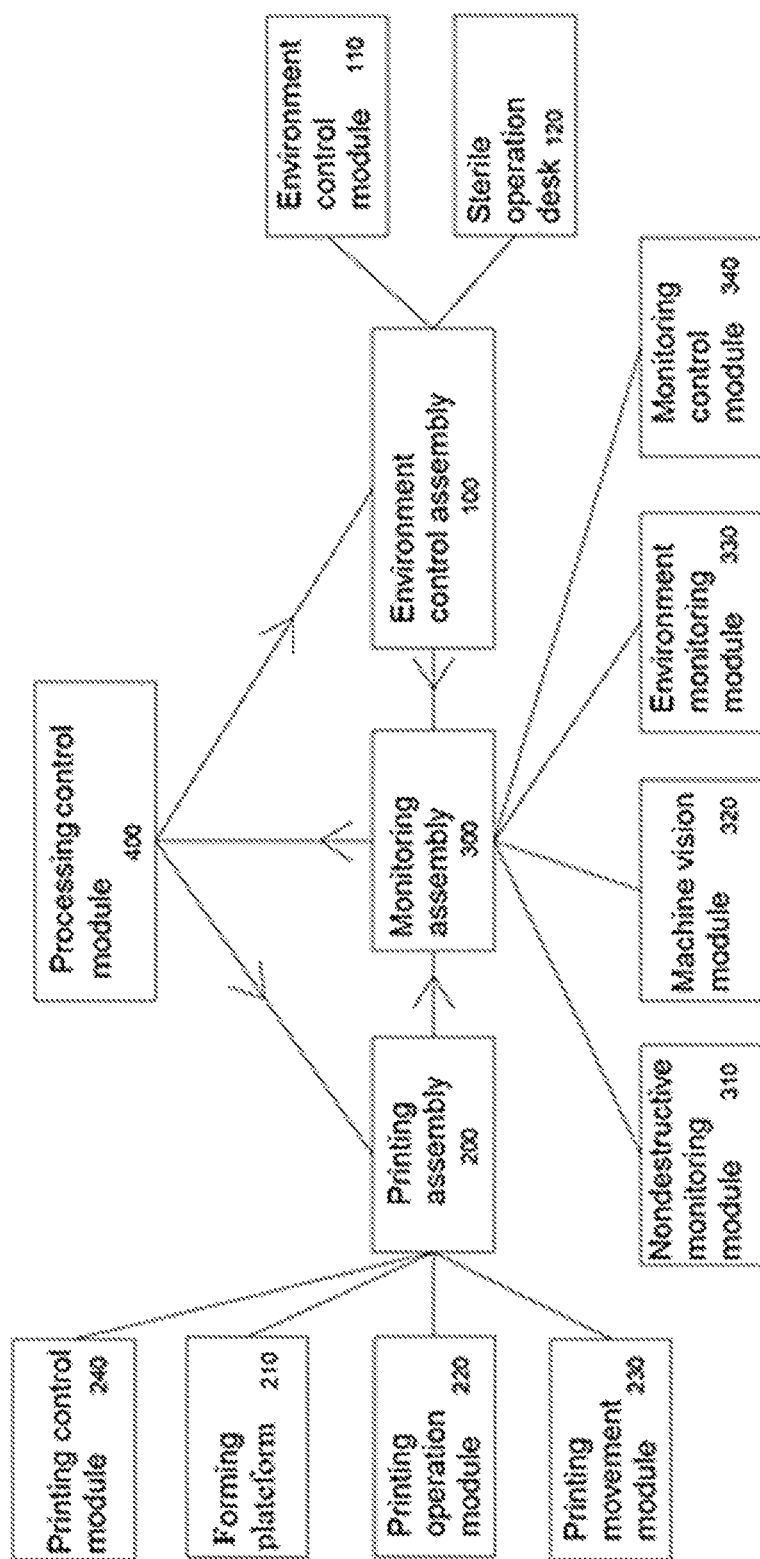 Processing control
module
400
Printing control
module 240
Forming
plateform 210
Printing
operation
module 220
Printing
movement
module 230
Printing
assembly
200
Monitoring
assembly
300
Environment
control assembly
100
Environment
control
module 110
Sterile
operation
desk 120
Nondestructive
monitoring
module 310
Machine vision
module 320
Environment
monitoring
module 330
Monitoring
control
module 340